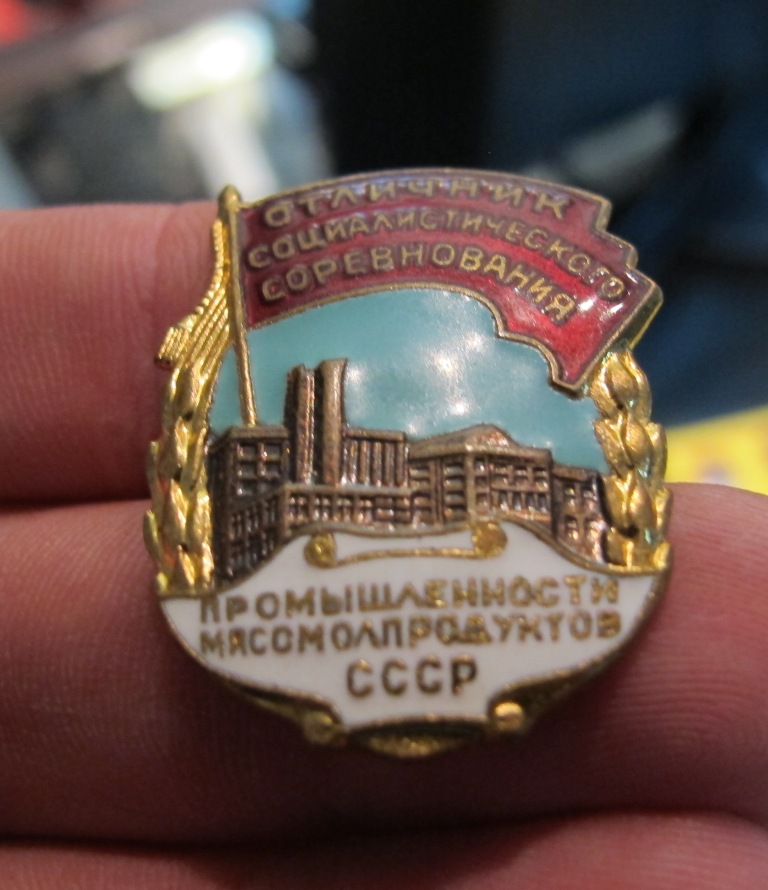 ОТЛИЧНИК
СОЦИАЛИСТИЧЕСКОГО
СОРЕВНОВАНИЯ
ПРОМЫШЛЕННОСТИ
МЯСОМОЛПРОДУКТОВ
СССР